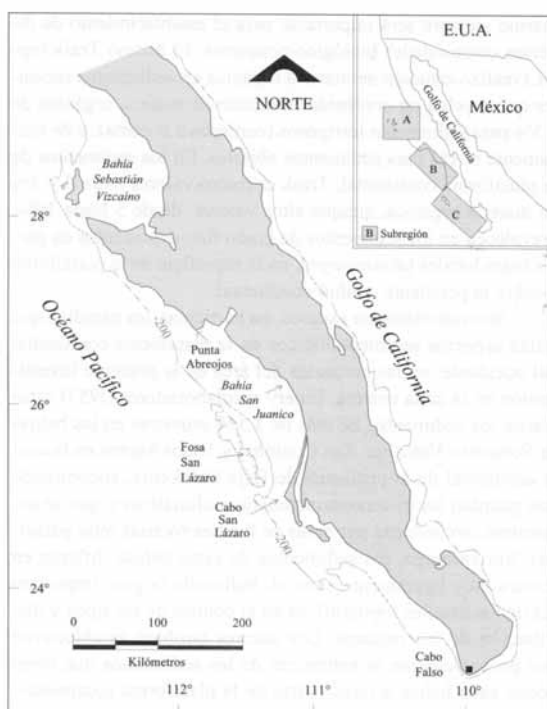 E.U.A.
México
Golfo de California
A
B
C
B Subregión
NORTE
Bahía
Sebastián
Vizcaíno
28°
Océano Pacífico
Golfo de California
-200
Punta
Abreojos
Bahía
San
Juanico
26°
Fosa
San
Lázaro
Cabo
San
Lázaro
-200
24°
0 100 200
Kilómetros
Cabo
Falso
112° 111° 110°